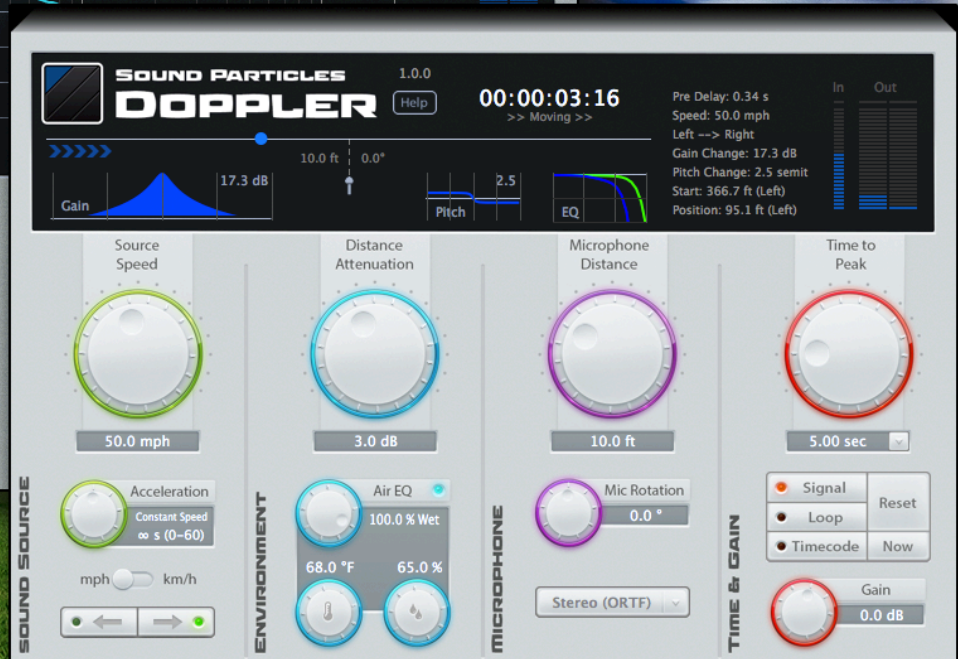 SOUND PARTICLES
DOPPLER
1.0.0
Help
00:00:03:16
>> Moving >>
Pre Delay: 0.34 s
Speed: 50.0 mph
Left --> Right
Gain Change: 17.3 dB
Pitch Change: 2.5 semit
Start: 366.7 ft (Left)
Position: 95.1 ft (Left)
In
Out
10.0 ft
0.0°
Gain
17.3 dB
Pitch
2.5
EQ
Source
Speed
50.0 mph
Distance
Attenuation
3.0 dB
Microphone
Distance
10.0 ft
Time to
Peak
5.00 sec
SOUND SOURCE
Acceleration
Constant Speed
∞ s (0-60)
mph
km/h
ENVIRONMENT
Air EQ
100.0 % Wet
68.0 °F
65.0 %
MICROPHONE
Mic Rotation
0.0 °
Stereo (ORTF)
TIME & GAIN
Signal
Loop
Timecode
Reset
Now
Gain
0.0 dB